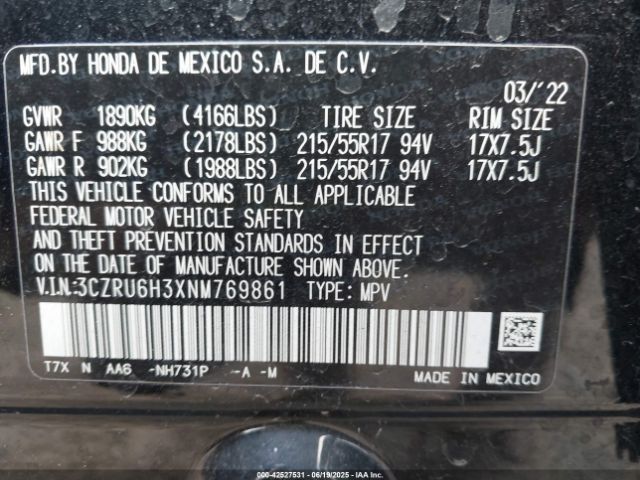 MFD.BY HONDA DE MEXICO S.A. DE C.V.
03/'22
GVWR 1890KG (4166LBS) TIRE SIZE RIM SIZE
GAWR F 988KG (2178LBS) 215/55R17 94V 17X7.5J
GAWR R 902KG (1988LBS) 215/55R17 94V 17X7.5J
THIS VEHICLE CONFORMS TO ALL APPLICABLE
FEDERAL MOTOR VEHICLE SAFETY
AND THEFT PREVENTION STANDARDS IN EFFECT
ON THE DATE OF MANUFACTURE SHOWN ABOVE.
V.I.N:3CZRU6H3XNM769861 TYPE: MPV
T7X N AA6 -NH731P -A -M MADE IN MEXICO
000-42527531 - 06/19/2025 - IAAI.COM